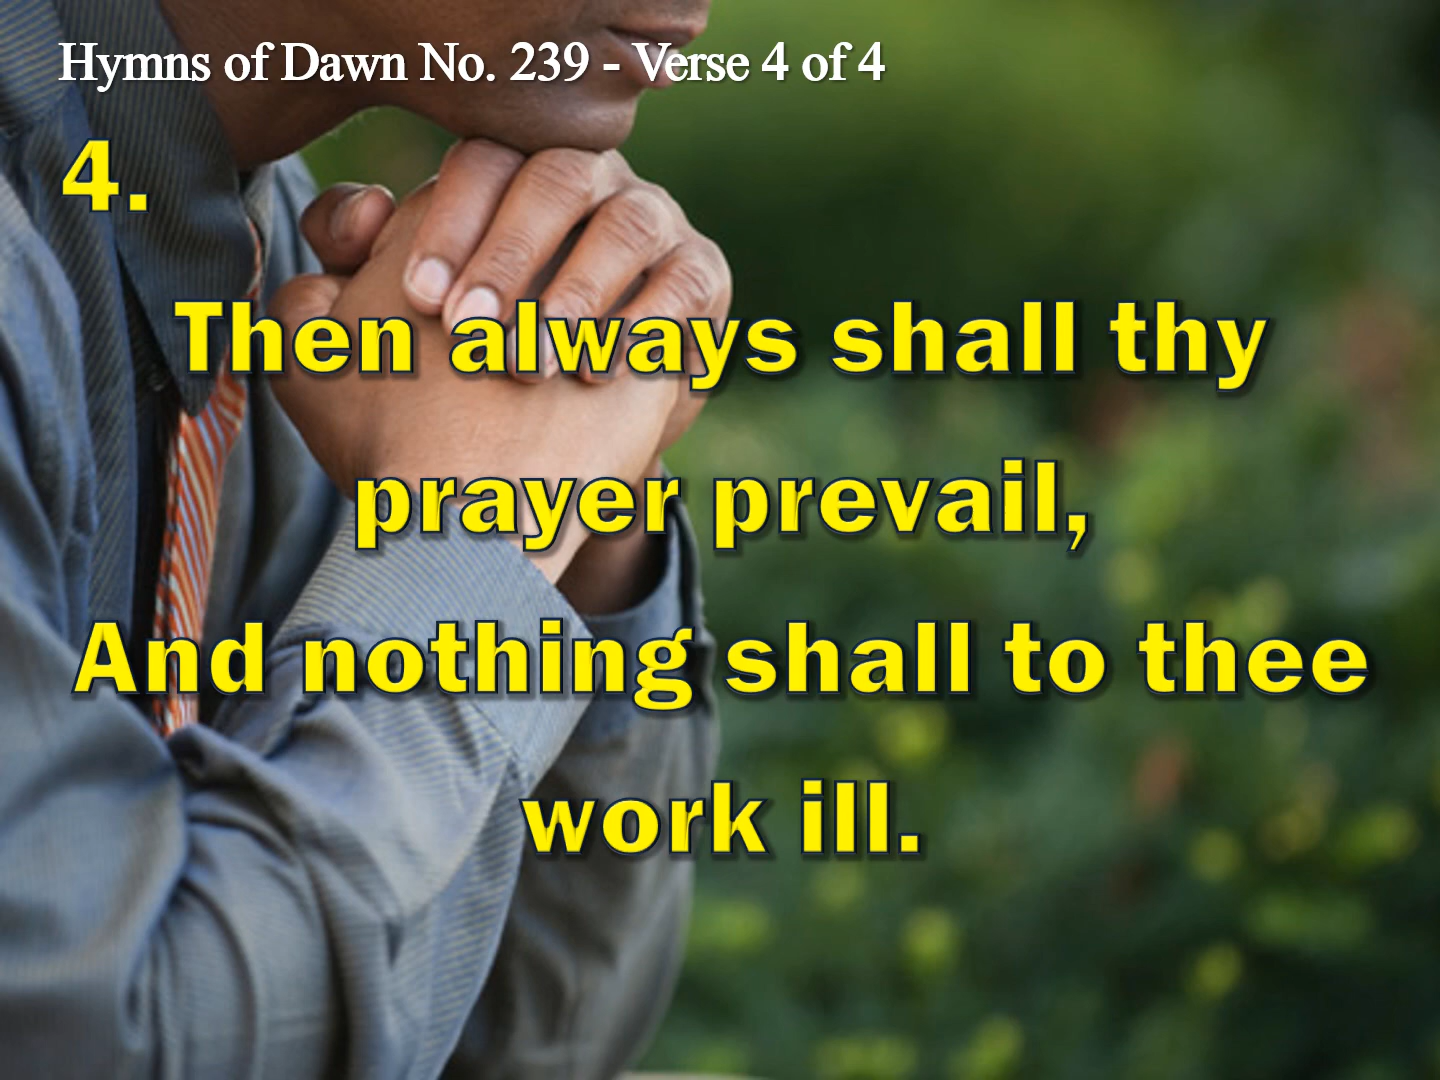 Hymns of Dawn No. 239 - Verse 4 of 4
4.
Then always shall thy
prayer prevail,
And nothing shall to thee
work ill.